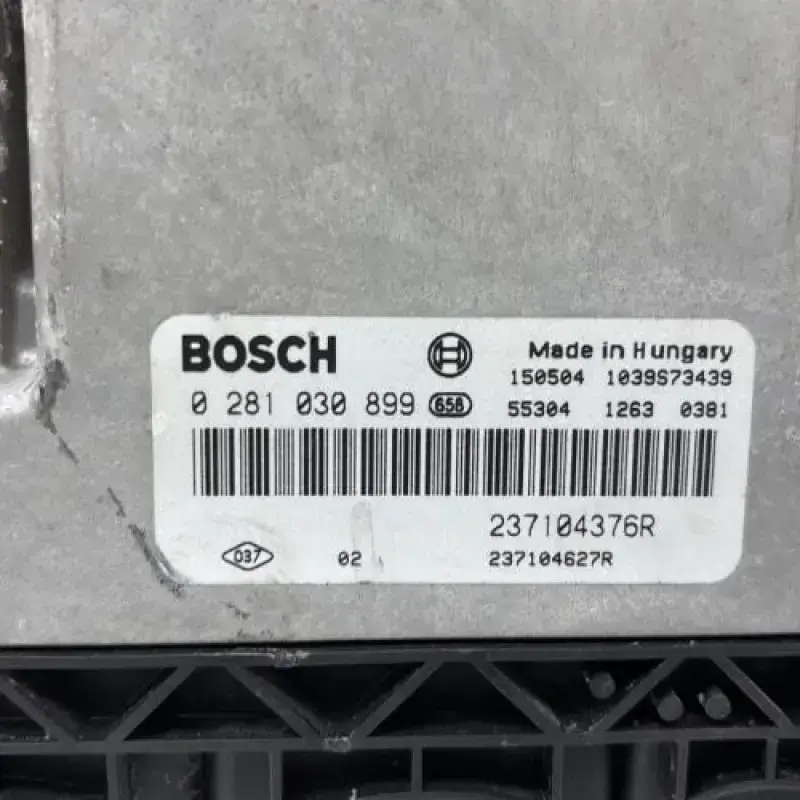 BOSCH
Made in Hungary
150504 1039S73439
0 281 030 899 658 55304 1263 0381
237104376R
037 02 237104627R